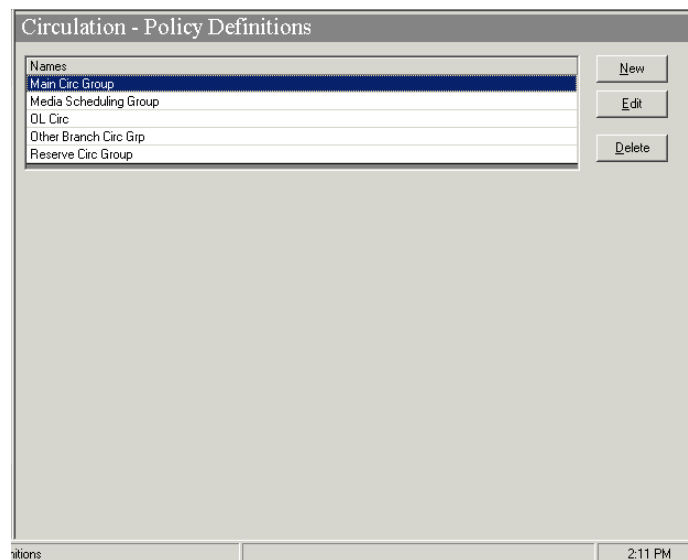 Circulation - Policy Definitions
Names
Main Circ Group
Media Scheduling Group
OL Circ
Other Branch Circ Grp
Reserve Circ Group
New
Edit
Delete
nitions
2:11 PM